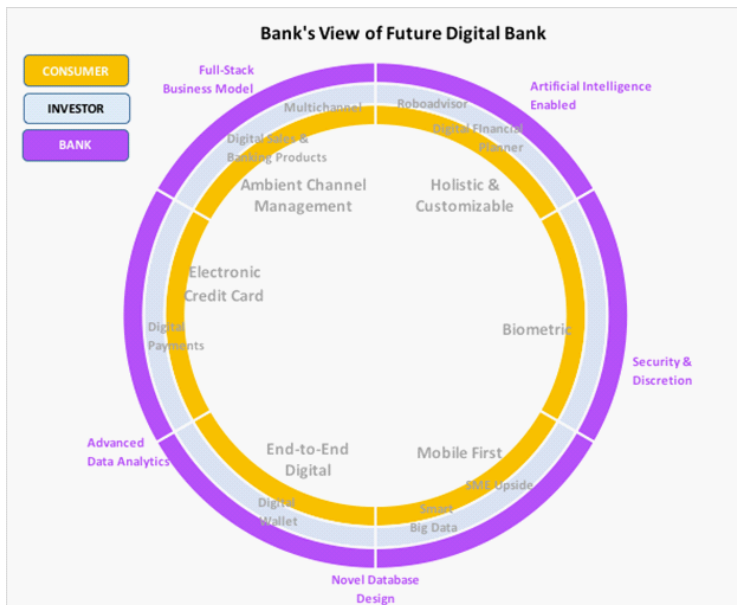 Bank's View of Future Digital Bank
CONSUMER
INVESTOR
BANK
Full-Stack
Business Model
Artificial Intelligence
Enabled
Multichannel
Roboadvisor
Digital Sales &
Banking Products
Digital Financial
Planner
Ambient Channel
Management
Holistic &
Customizable
Electronic
Credit Card
Digital
Payments
Biometric
Security &
Discretion
Advanced
Data Analytics
End-to-End
Digital
Mobile First
SME Upside
Digital
Wallet
Smart
Big Data
Novel Database
Design